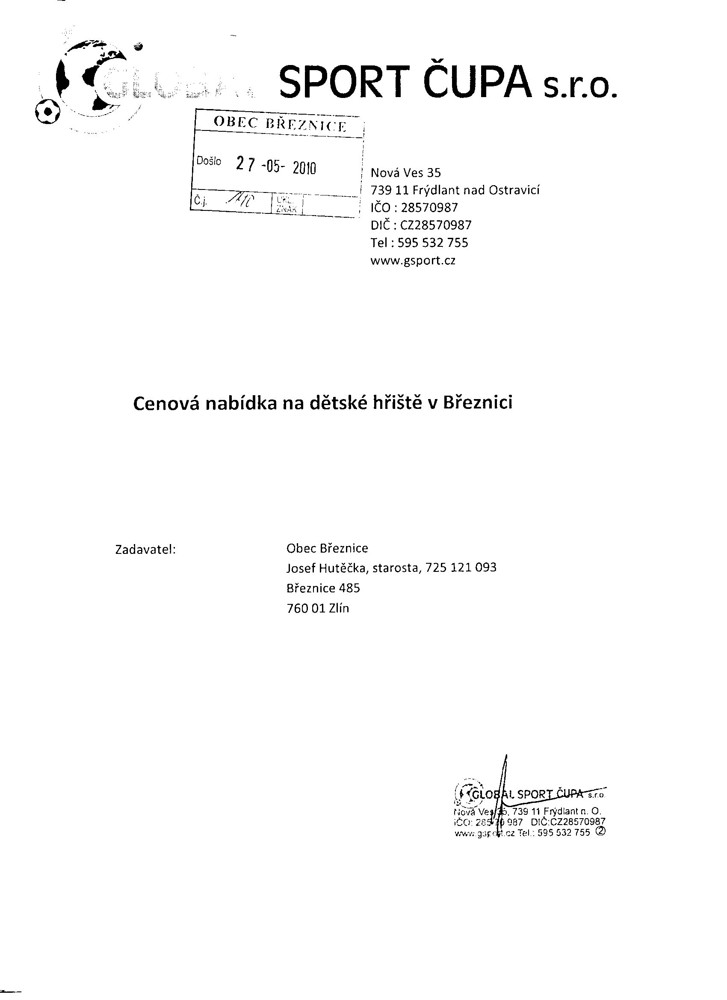 GLOBAL SPORT ČUPA s.r.o.
OBEC BŘEZNICE
Došlo 27 -05- 2010
Č.j.
UKL.
ZNAK
Nová Ves 35
739 11 Frýdlant nad Ostravicí
IČO : 28570987
DIČ : CZ28570987
Tel : 595 532 755
www.gsport.cz
Cenová nabídka na dětské hřiště v Březnici
Zadavatel:
Obec Březnice
Josef Hutěčka, starosta, 725 121 093
Březnice 485
760 01 Zlín
GLOBAL SPORT ČUPA s.r.o.
Nová Ves 35, 739 11 Frýdlant n. O.
IČO: 285 70 987 DIČ:CZ28570987
www.gsport.cz Tel.: 595 532 755 ②